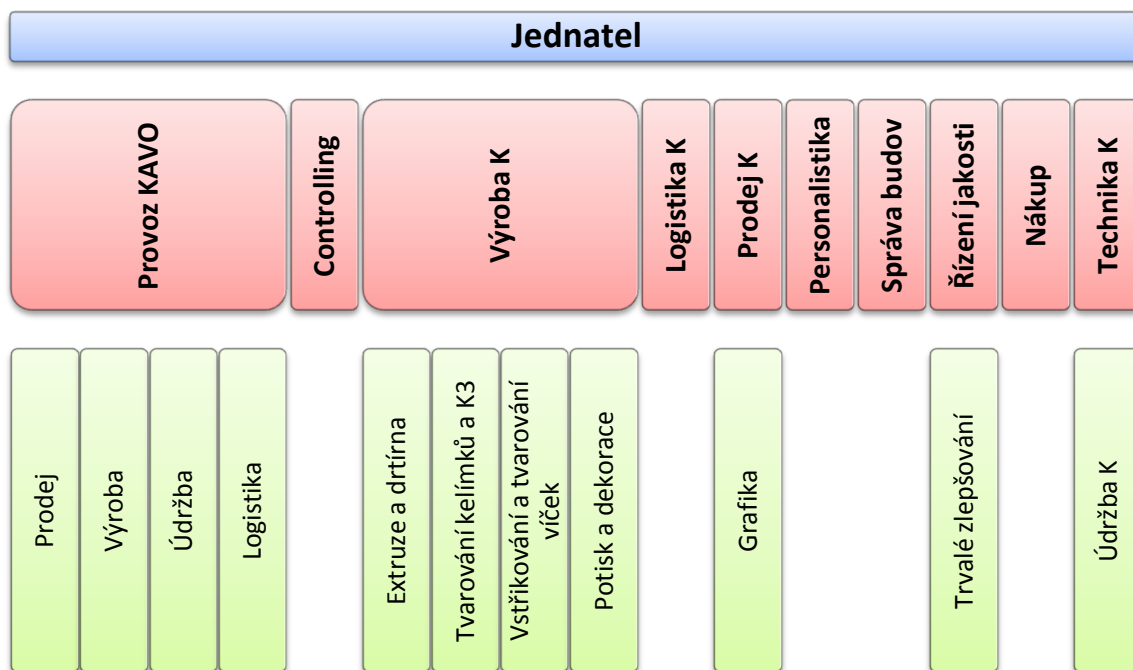 Jednatel
Provoz KAVO
Controlling
Výroba K
Logistika K
Prodej K
Personalistika
Správa budov
Řízení jakosti
Nákup
Technika K
Prodej
Výroba
Údržba
Logistika
Extruze a drtírna
Tvarování kelímků a K3
Vstřikování a tvarování
víček
Potisk a dekorace
Grafika
Trvalé zlepšování
Údržba K